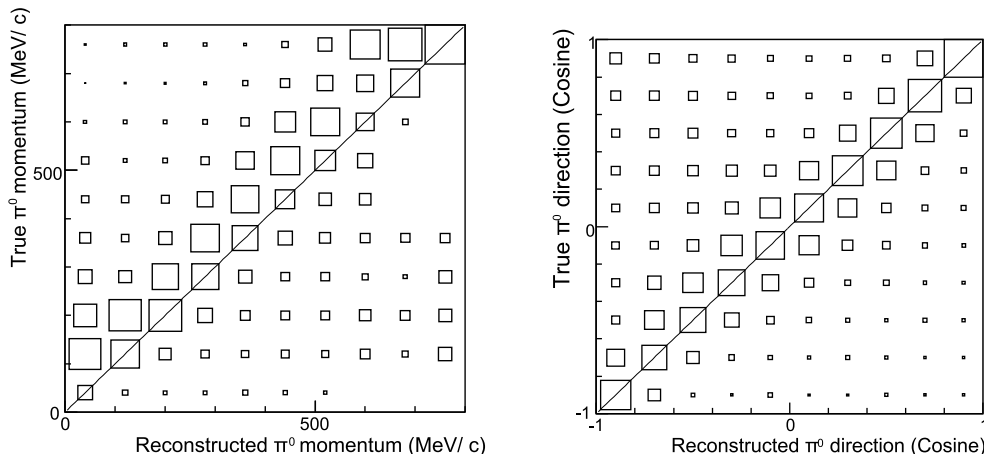 True π⁰ momentum (MeV/ c)
500
0
0
500
Reconstructed π⁰ momentum (MeV/ c)
True π⁰ direction (Cosine)
1
0
-1
-1
0
1
Reconstructed π⁰ direction (Cosine)